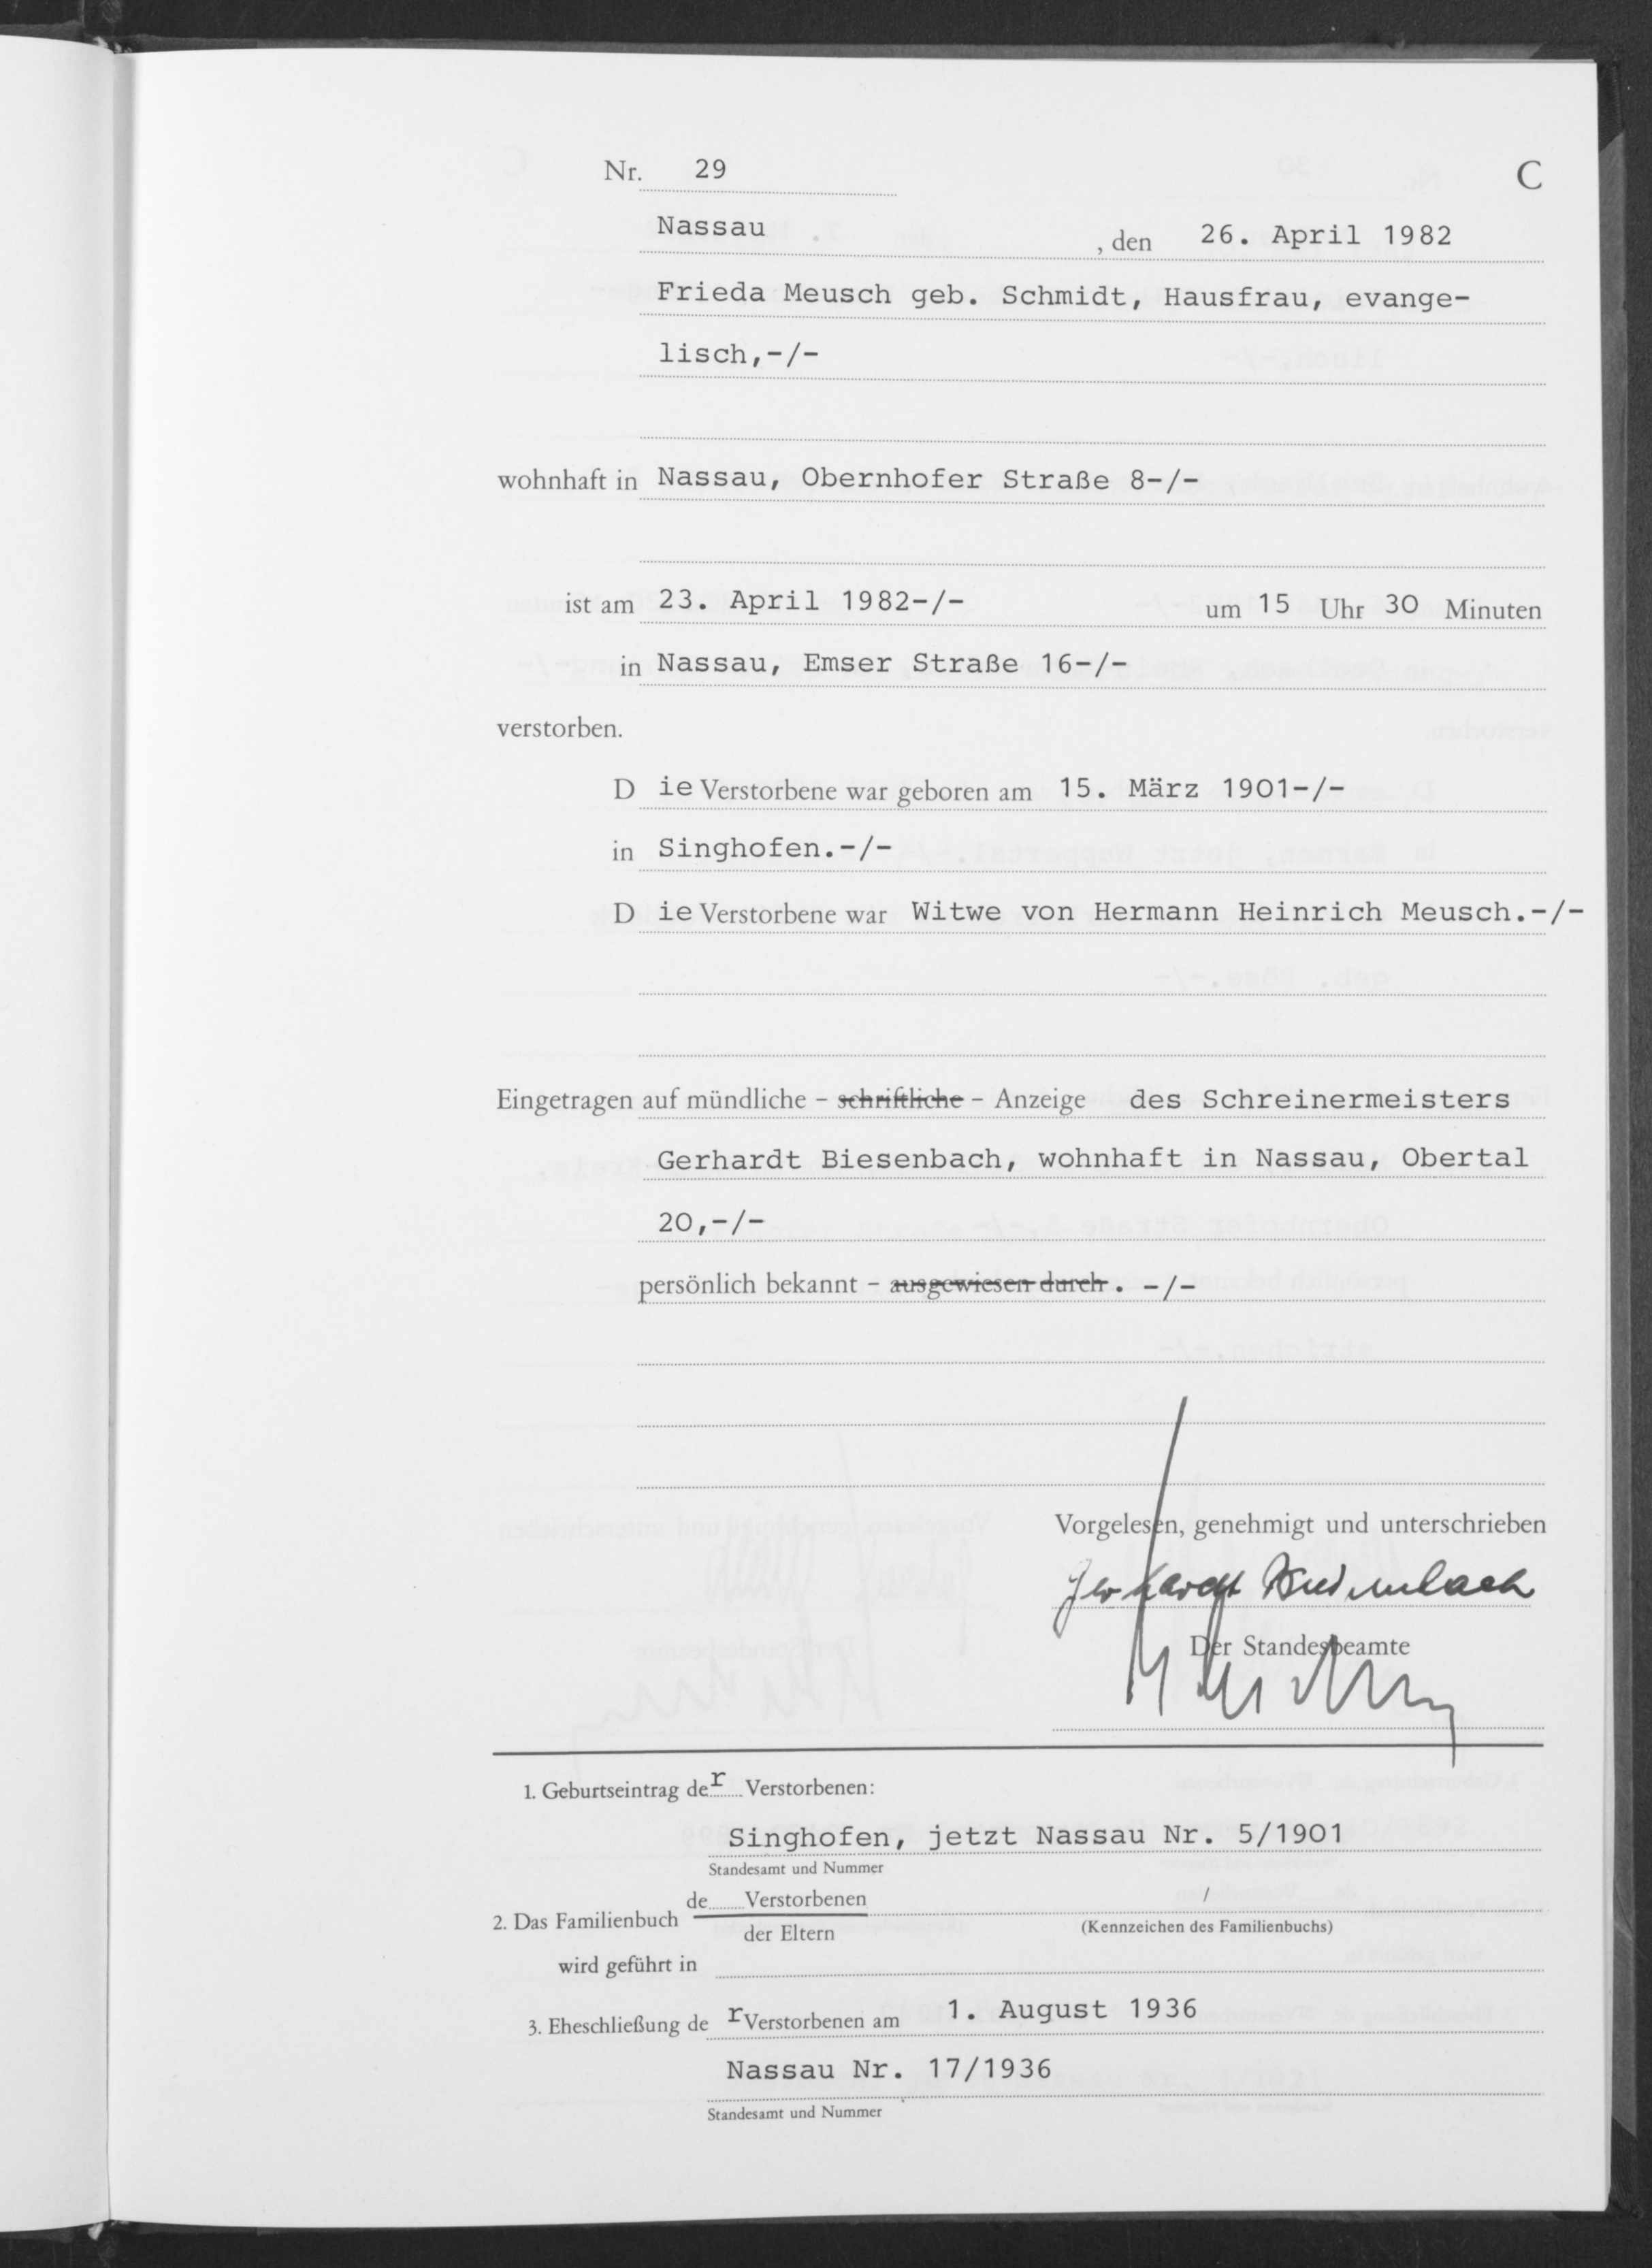 Nr. 29 C
Nassau , den 26. April 1982
Frieda Meusch geb. Schmidt, Hausfrau, evange-
lisch,-/-
wohnhaft in Nassau, Obernhofer Straße 8-/-
ist am 23. April 1982-/- um 15 Uhr 30 Minuten
in Nassau, Emser Straße 16-/-
verstorben.
D ie Verstorbene war geboren am 15. März 1901-/-
in Singhofen.-/-
D ie Verstorbene war Witwe von Hermann Heinrich Meusch.-/-
Eingetragen auf mündliche – schriftliche – Anzeige des Schreinermeisters
Gerhardt Biesenbach, wohnhaft in Nassau, Obertal
20,-/-
persönlich bekannt – ausgewiesen durch . -/-
Vorgelesen, genehmigt und unterschrieben
Gerhardt Biesenbach
Der Standesbeamte
1. Geburtseintrag der Verstorbenen:
Singhofen, jetzt Nassau Nr. 5/1901
Standesamt und Nummer
de Verstorbenen /
2. Das Familienbuch
der Eltern (Kennzeichen des Familienbuchs)
wird geführt in
3. Eheschließung de r Verstorbenen am 1. August 1936
Nassau Nr. 17/1936
Standesamt und Nummer